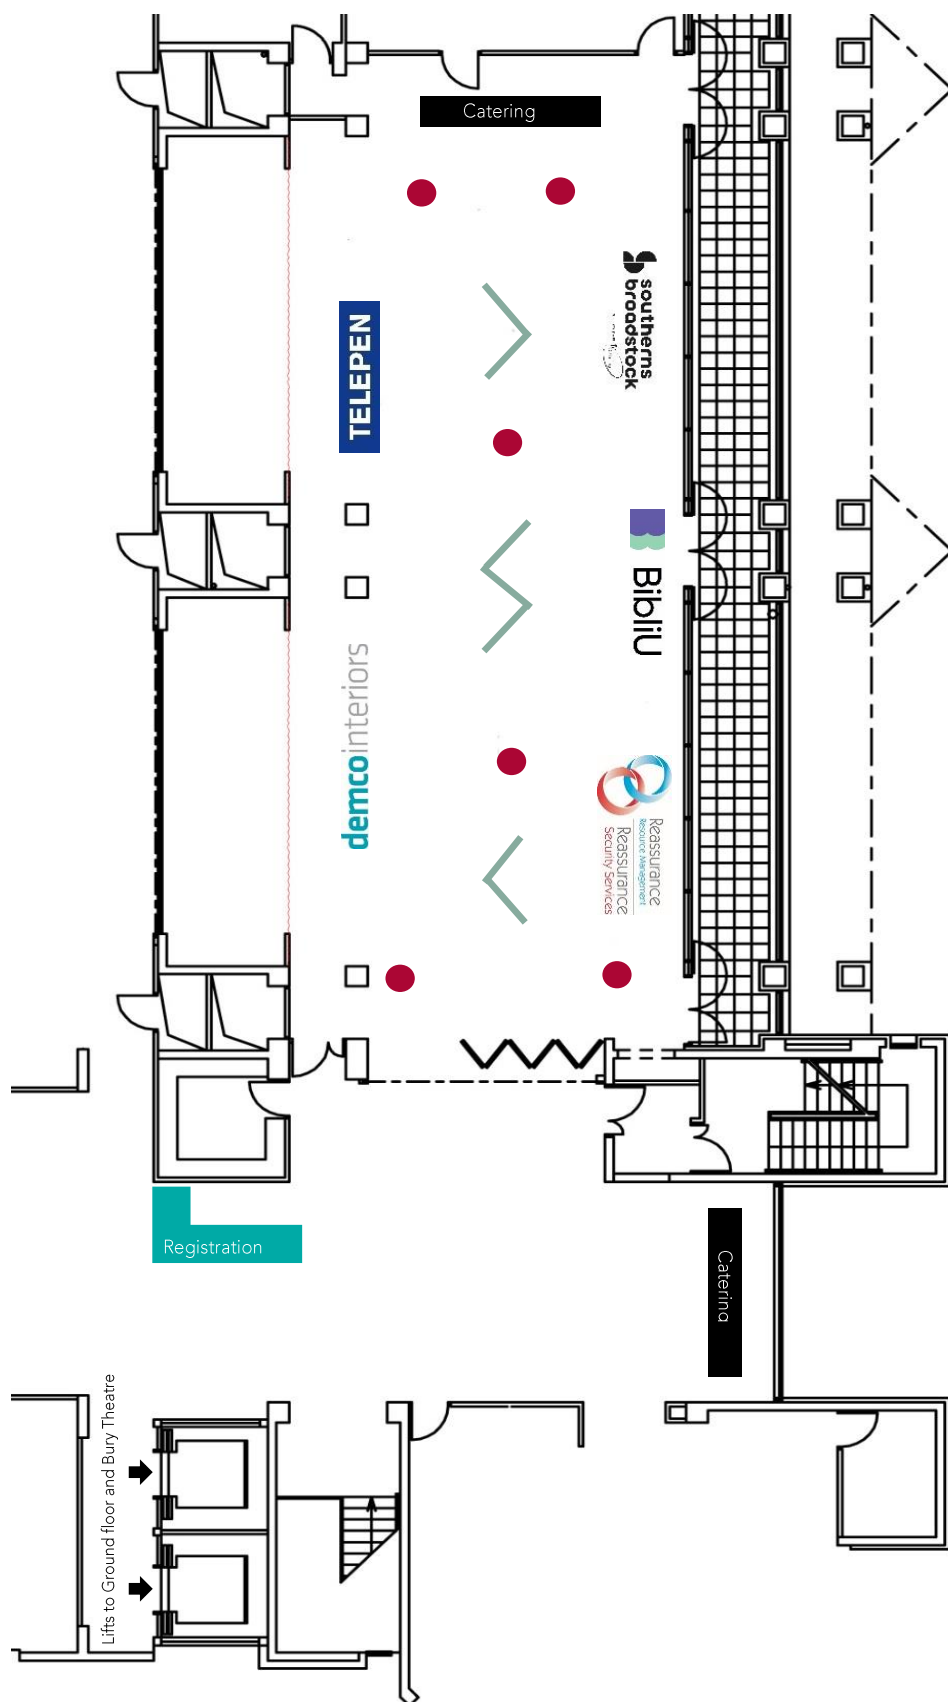 Catering
southerns
broadstock
TELEPEN
BibliU
demcointeriors
Reassurance
Resource Management
Reassurance
Security Services
Registration
Catering
Lifts to Ground floor and Bury Theatre